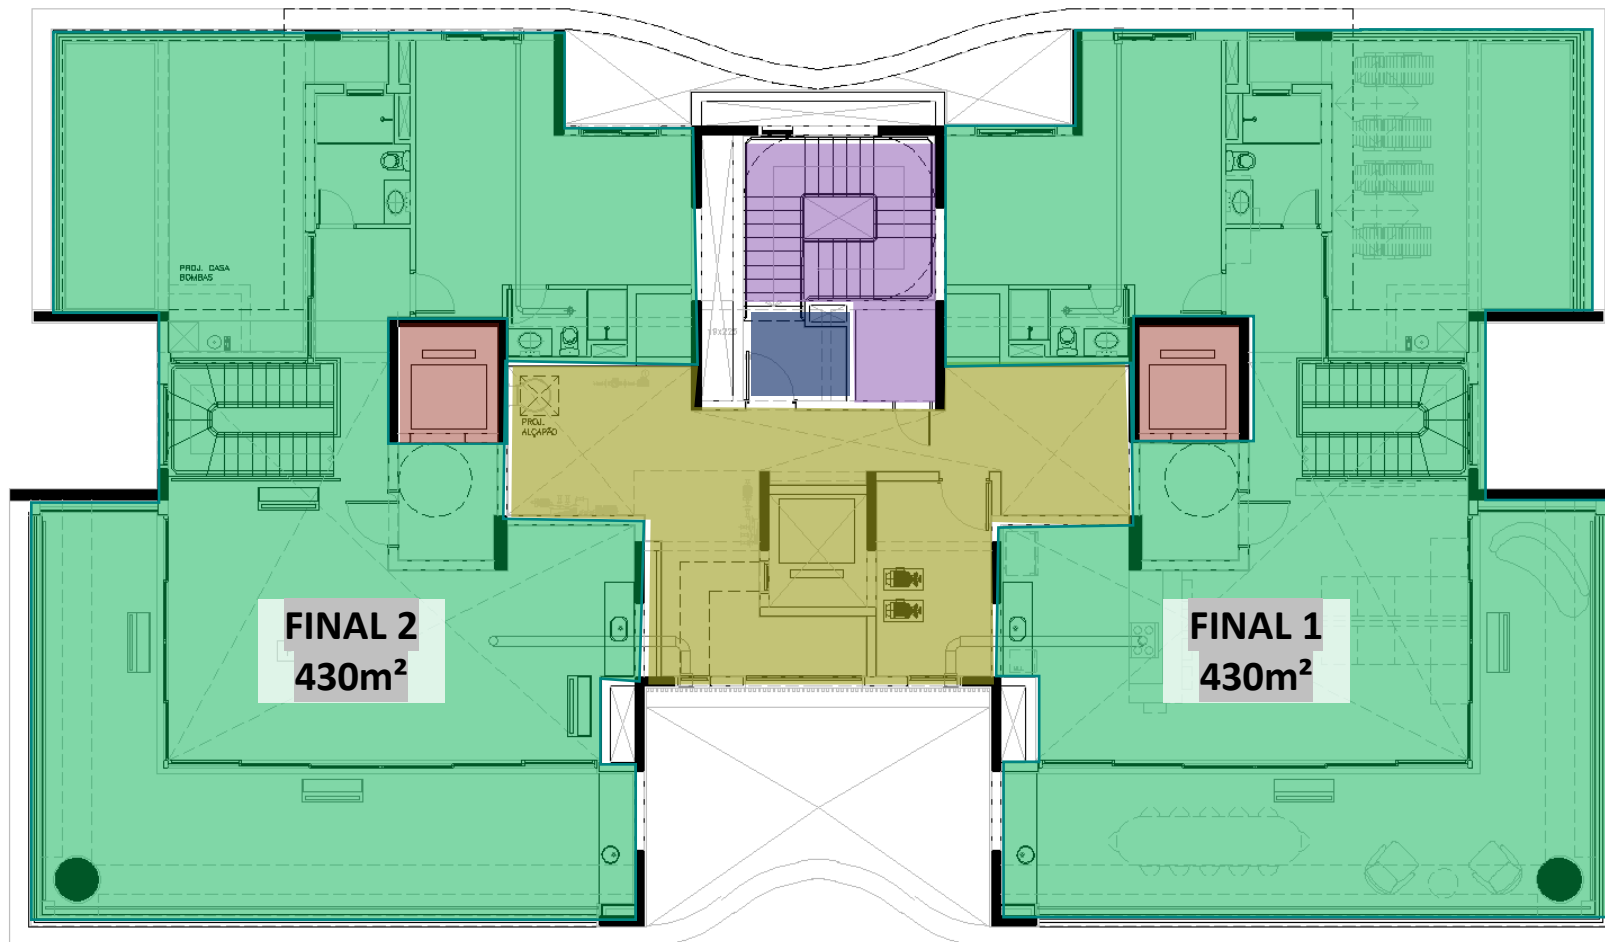 PROJ. CASA
BOMBAS
PROJ.
ALÇAPÃO
FINAL 2
430m²
FINAL 1
430m²